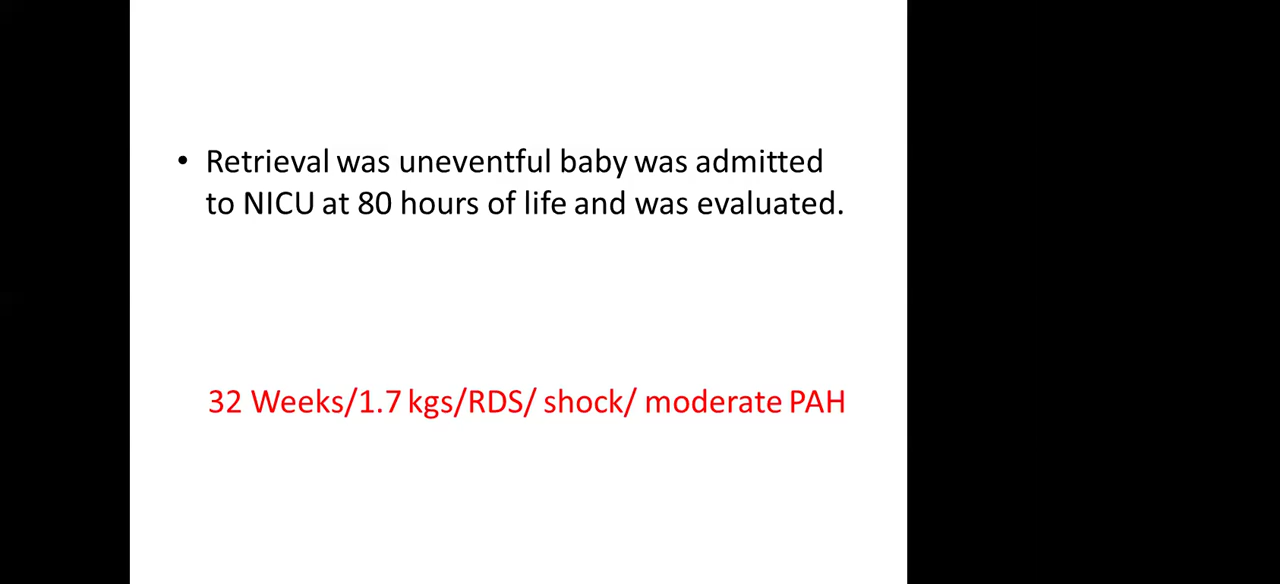 • Retrieval was uneventful baby was admitted
to NICU at 80 hours of life and was evaluated.
32 Weeks/1.7 kgs/RDS/ shock/ moderate PAH